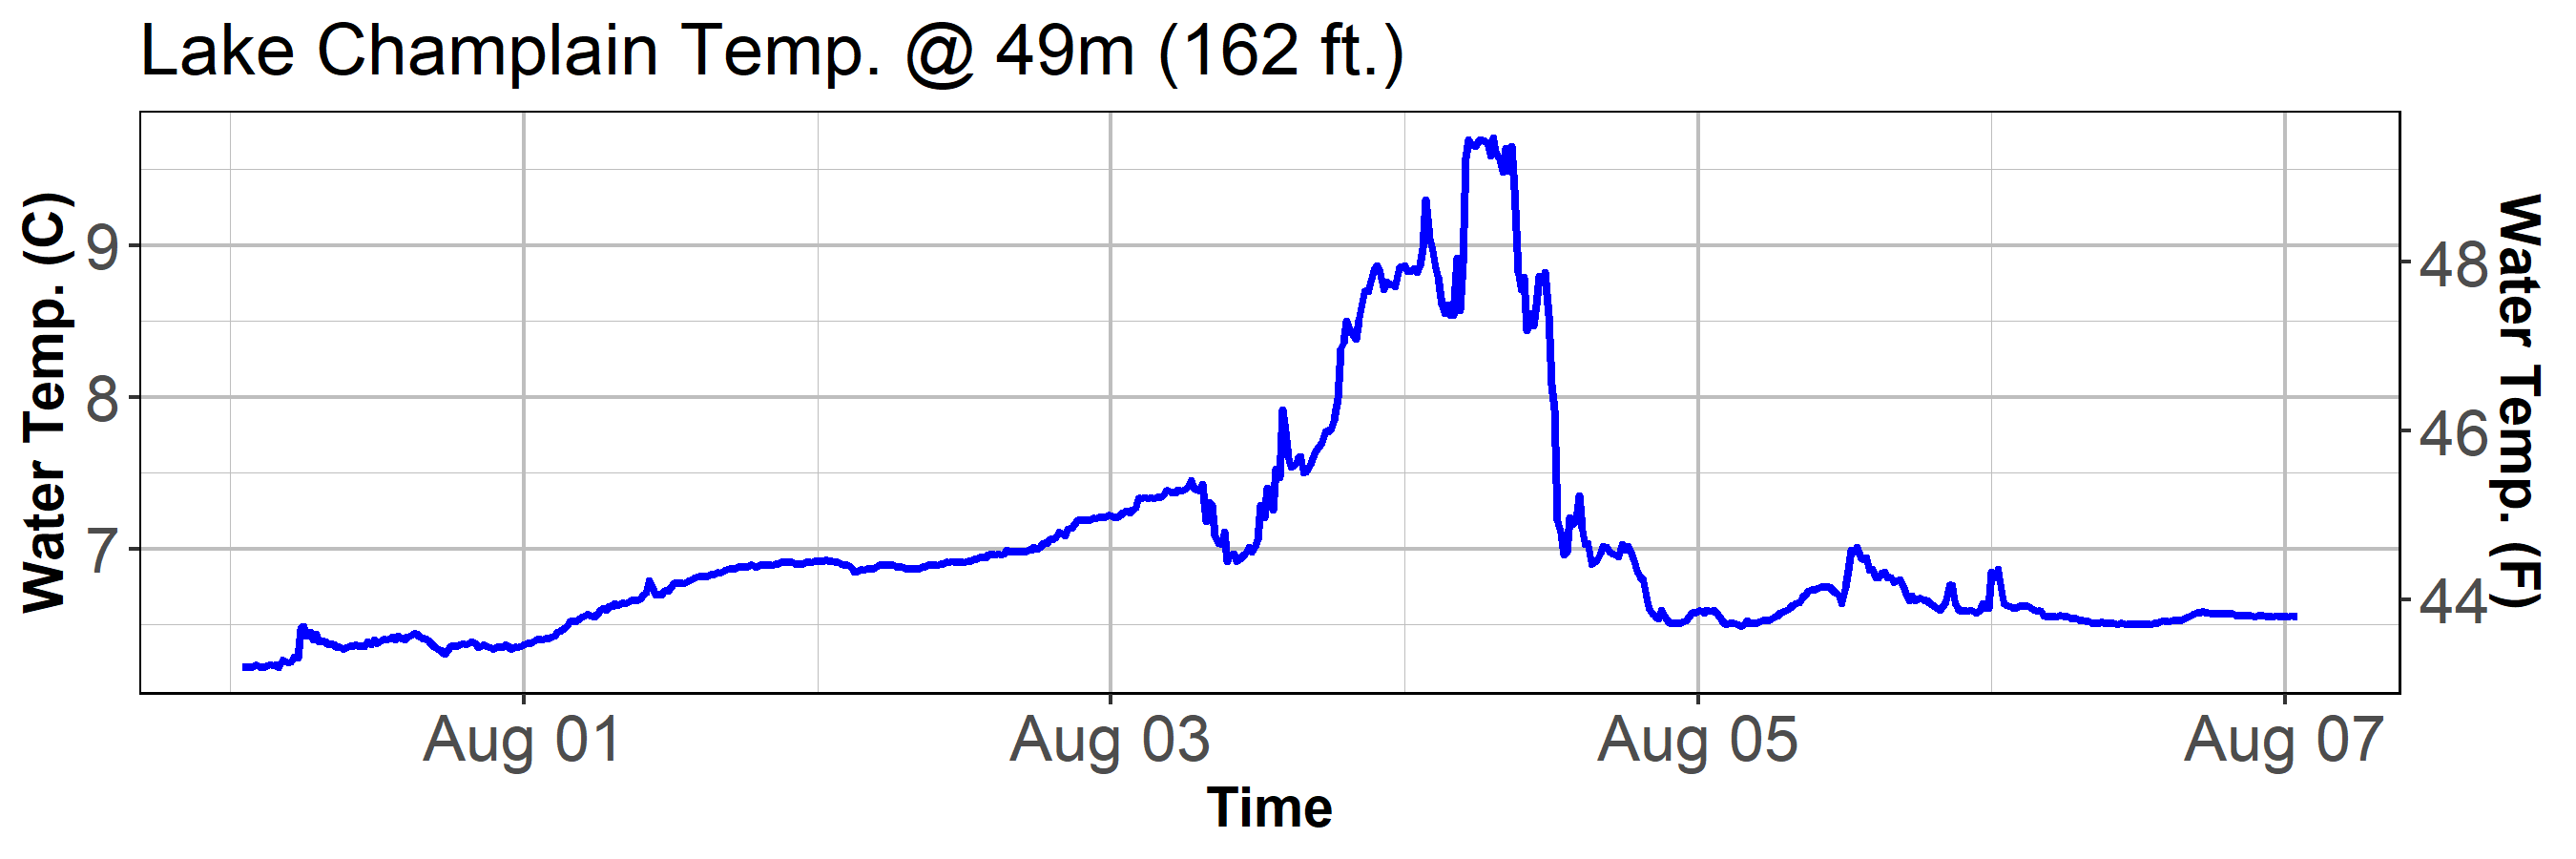 Lake Champlain Temp. @ 49m (162 ft.)
Water Temp. (C)
9
8
7
48
46
44
Water Temp. (F)
Aug 01 Aug 03 Aug 05 Aug 07
Time